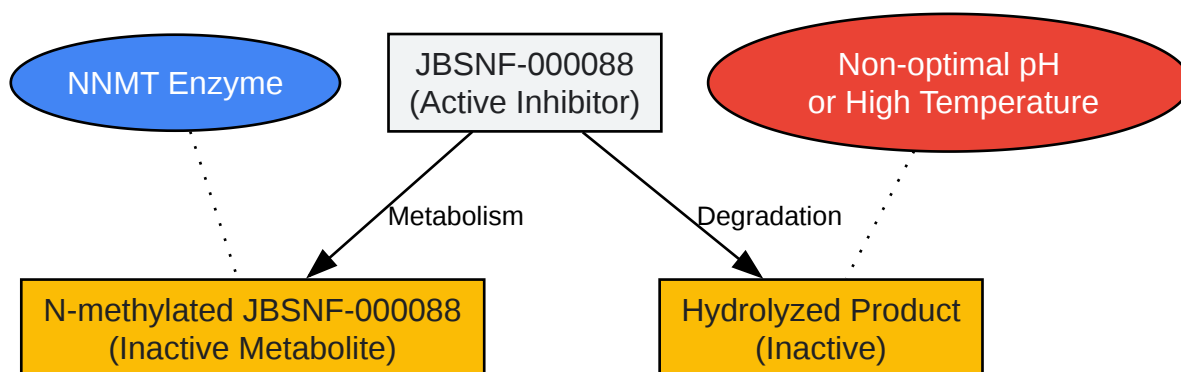 NNMT Enzyme
JBSNF-000088
(Active Inhibitor)
Non-optimal pH
or High Temperature
Metabolism
Degradation
N-methylated JBSNF-000088
(Inactive Metabolite)
Hydrolyzed Product
(Inactive)